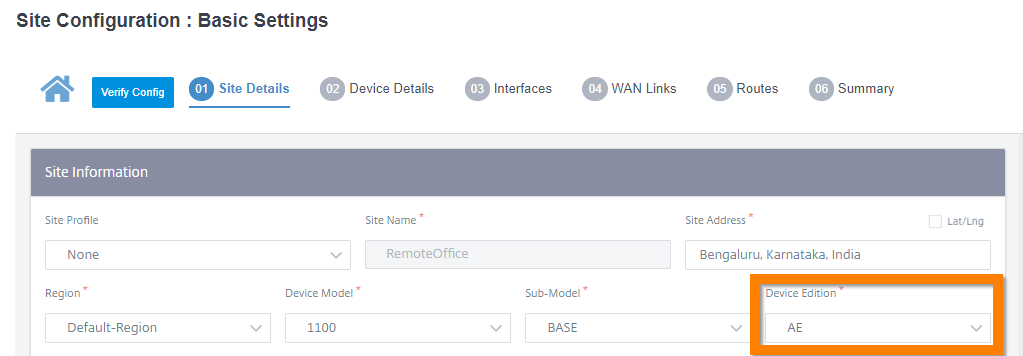 Site Configuration : Basic Settings
Verify Config
01 Site Details
02 Device Details
03 Interfaces
04 WAN Links
05 Routes
06 Summary
Site Information
Site Profile
Site Name *
Site Address *
Lat/Lng
None
RemoteOffice
Bengaluru, Karnataka, India
Region *
Device Model *
Sub-Model *
Device Edition *
Default-Region
1100
BASE
AE